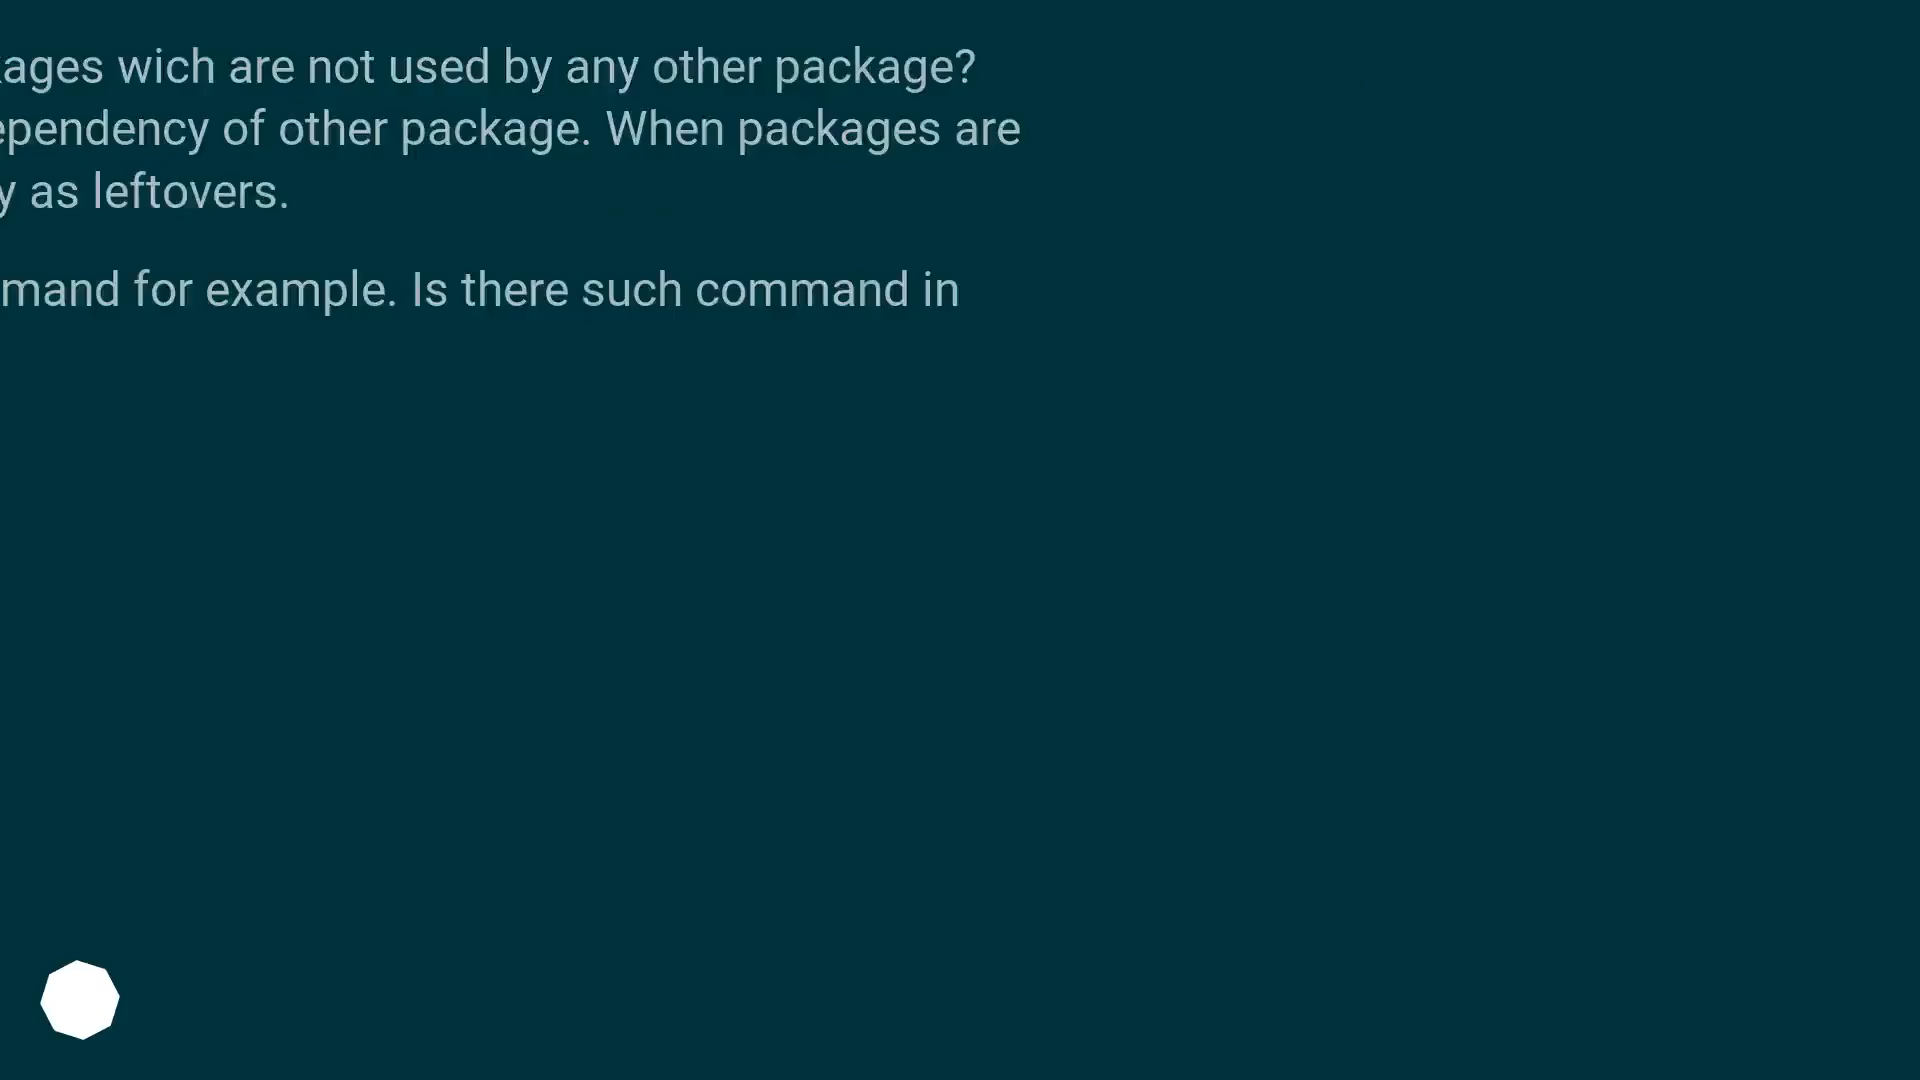 ages wich are not used by any other package?
ependency of other package. When packages are
y as leftovers.
mand for example. Is there such command in